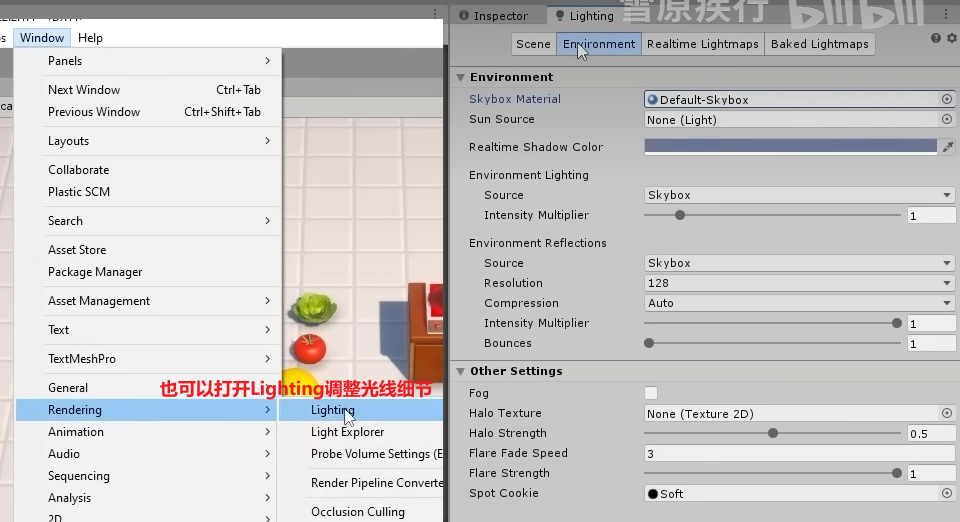 Window
Help
Panels
Next Window Ctrl+Tab
Previous Window Ctrl+Shift+Tab
Layouts
Collaborate
Plastic SCM
Search
Asset Store
Package Manager
Asset Management
Text
TextMeshPro
General
也可以打开Lighting调整光线细节
Rendering
Animation
Audio
Sequencing
Analysis
2D
Lighting
Light Explorer
Probe Volume Settings (E
Render Pipeline Converte
Occlusion Culling
Inspector
Lighting
雪原疾行 bilibili
Scene
Environment
Realtime Lightmaps
Baked Lightmaps
Environment
Skybox Material Default-Skybox
Sun Source None (Light)
Realtime Shadow Color
Environment Lighting
Source Skybox
Intensity Multiplier 1
Environment Reflections
Source Skybox
Resolution 128
Compression Auto
Intensity Multiplier 1
Bounces 1
Other Settings
Fog
Halo Texture None (Texture 2D)
Halo Strength 0.5
Flare Fade Speed 3
Flare Strength 1
Spot Cookie Soft